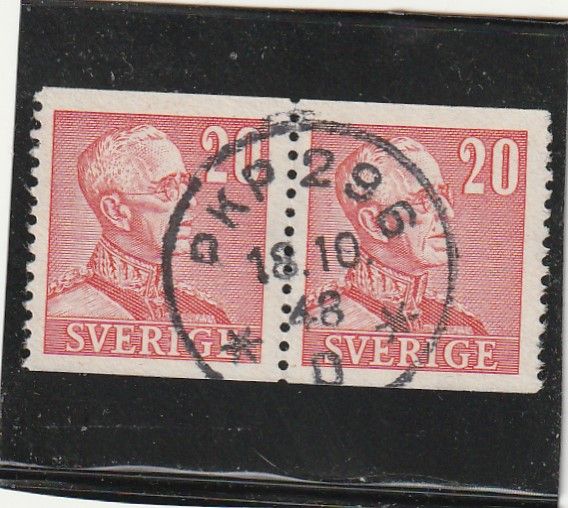 20 20
PKP 296
18.10.
48
D
SVERIGE SVERIGE